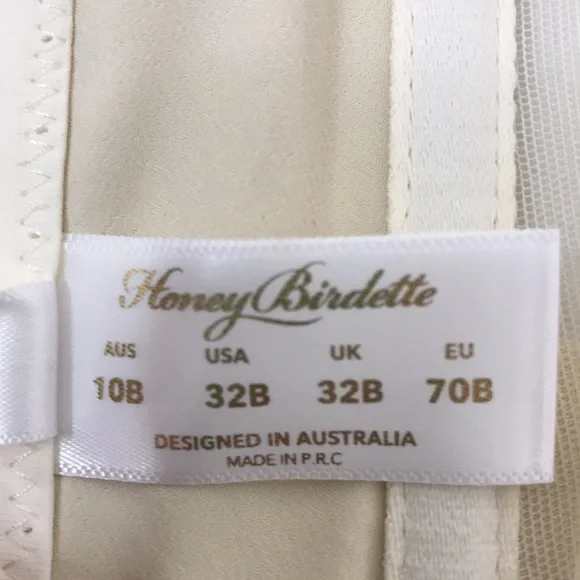 Honey Birdette
AUS USA UK EU
10B 32B 32B 70B
DESIGNED IN AUSTRALIA
MADE IN P.R.C